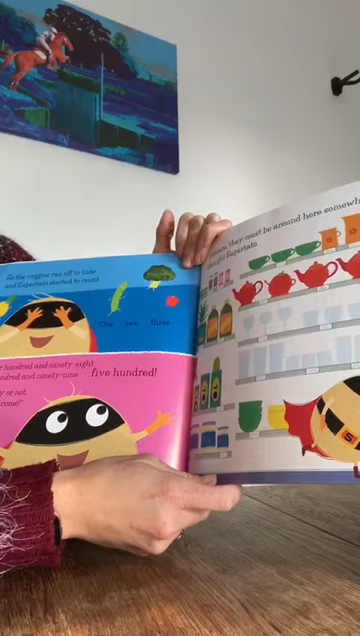 So the veggies ran off to hide
and Supertato started to count.
One two three
hundred and ninety-eight
hundred and ninety-nine five hundred!
or not,
come!"
they must be around here
thought Supertato
S